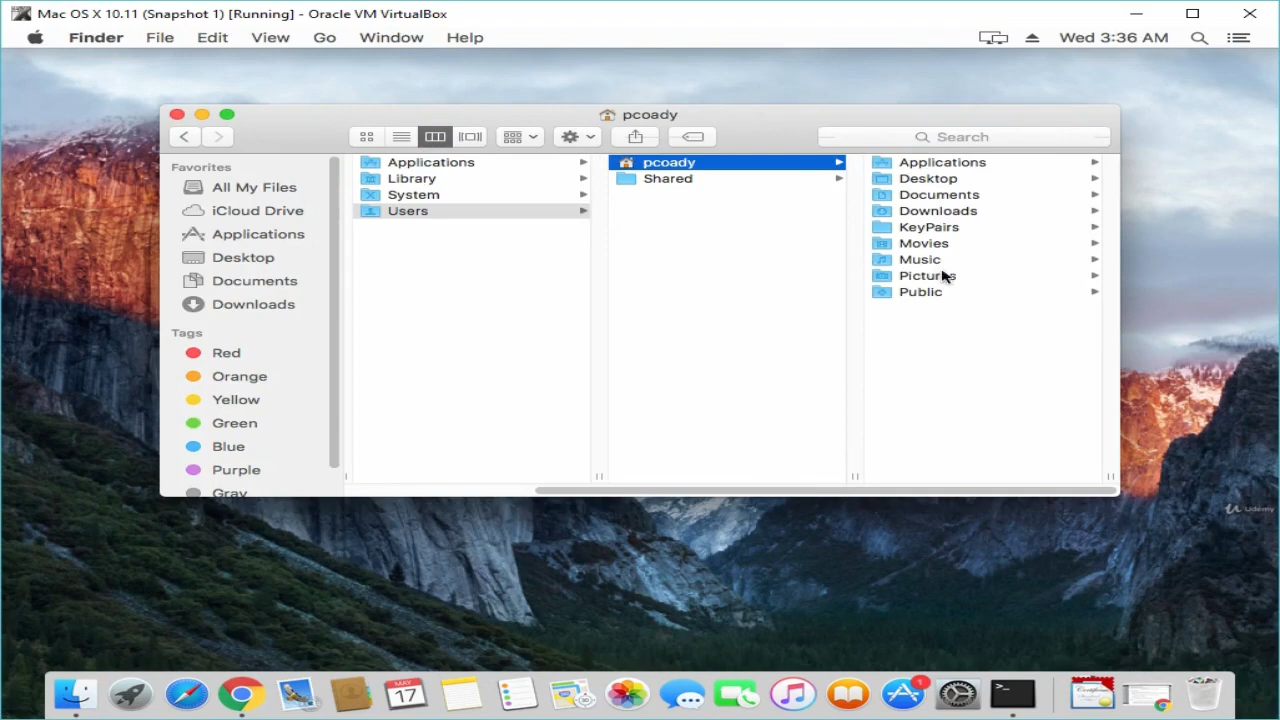 Mac OS X 10.11 (Snapshot 1) [Running] - Oracle VM VirtualBox
Finder File Edit View Go Window Help Wed 3:36 AM
pcoady
Search
Favorites
All My Files
iCloud Drive
Applications
Desktop
Documents
Downloads
Tags
Red
Orange
Yellow
Green
Blue
Purple
Gray
Applications
Library
System
Users
pcoady
Shared
Applications
Desktop
Documents
Downloads
KeyPairs
Movies
Music
Pictures
Public
Udemy
MAY
17
1